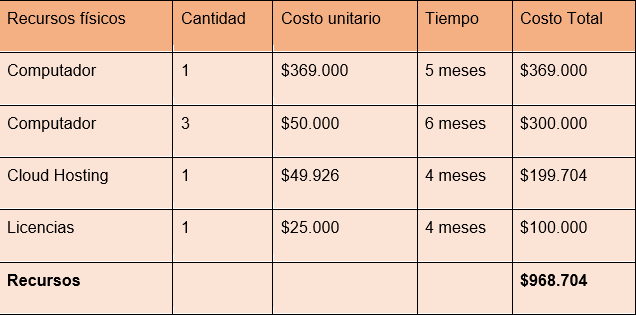 Recursos físicos Cantidad Costo unitario Tiempo Costo Total
Computador 1 $369.000 5 meses $369.000
Computador 3 $50.000 6 meses $300.000
Cloud Hosting 1 $49.926 4 meses $199.704
Licencias 1 $25.000 4 meses $100.000
Recursos $968.704